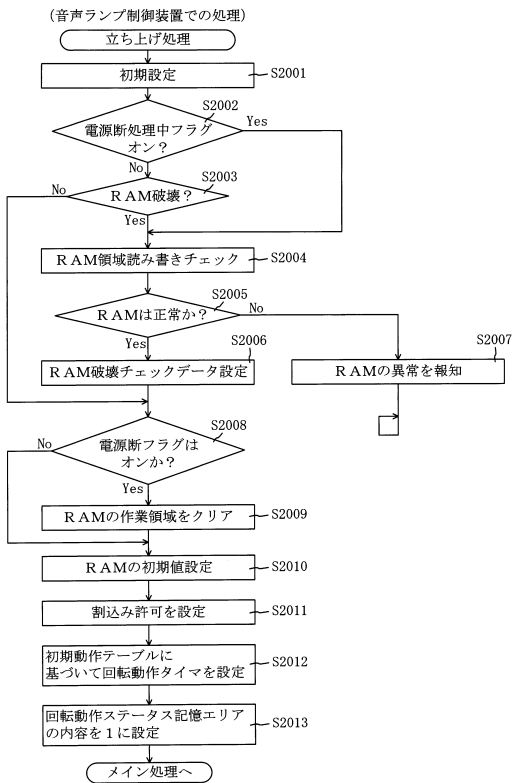 (音声ランプ制御装置での処理)
立ち上げ処理
初期設定
S2001
S2002
電源断処理中フラグ
オン？
Yes
No
S2003
RAM破壊？
No
Yes
RAM領域読み書きチェック
S2004
S2005
RAMは正常か？
No
Yes
S2006
RAM破壊チェックデータ設定
S2007
RAMの異常を報知
S2008
電源断フラグは
オンか？
No
Yes
RAMの作業領域をクリア
S2009
RAMの初期値設定
S2010
割込み許可を設定
S2011
初期動作テーブルに
基づいて回転動作タイマを設定
S2012
回転動作ステータス記憶エリア
の内容を１に設定
S2013
メイン処理へ